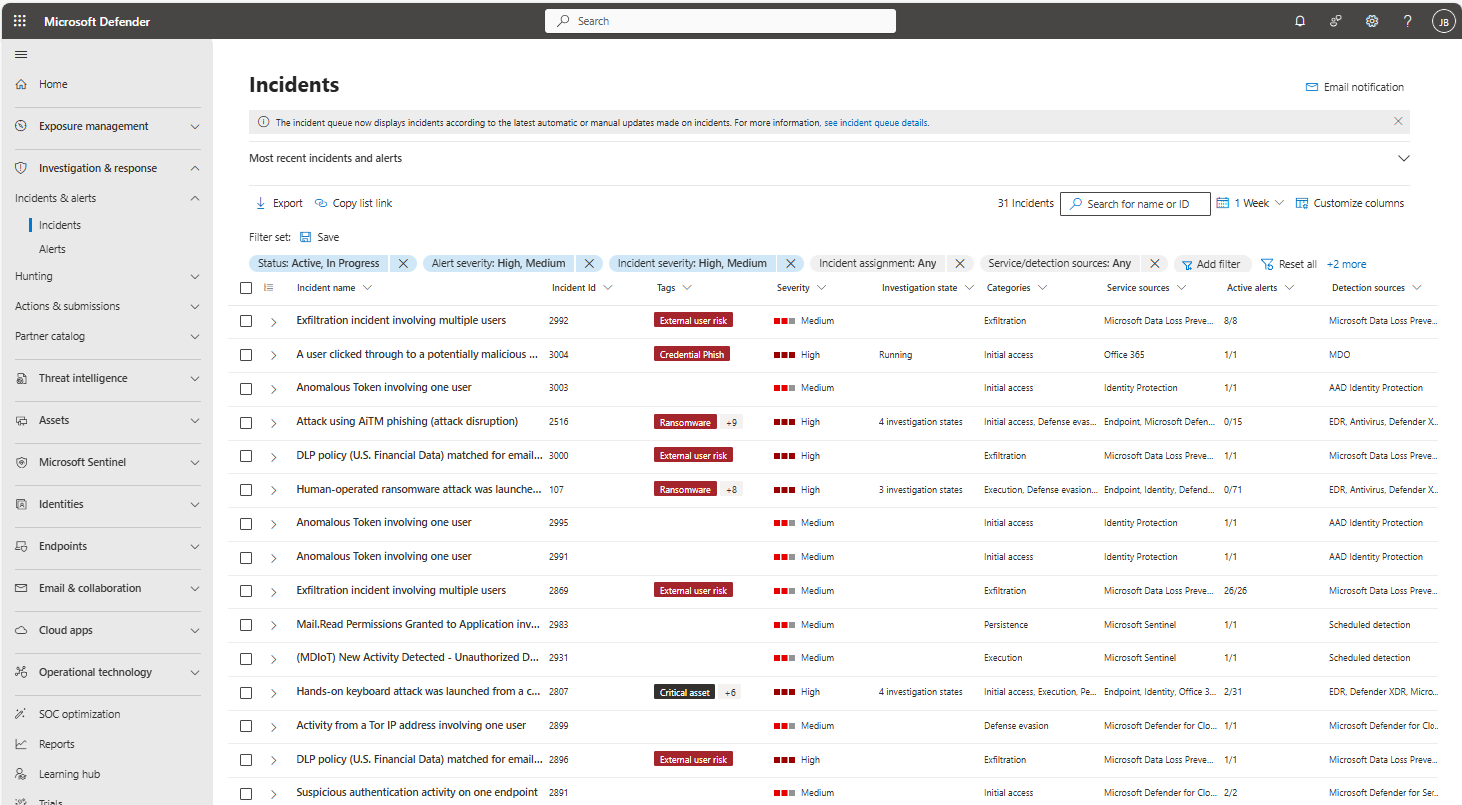 Microsoft Defender
Search
JB
Home
Exposure management
Investigation & response
Incidents & alerts
Incidents
Alerts
Hunting
Actions & submissions
Partner catalog
Threat intelligence
Assets
Microsoft Sentinel
Identities
Endpoints
Email & collaboration
Cloud apps
Operational technology
SOC optimization
Reports
Learning hub
Trials
Incidents
Email notification
The incident queue now displays incidents according to the latest automatic or manual updates made on incidents. For more information, see incident queue details.
Most recent incidents and alerts
Export Copy list link 31 Incidents Search for name or ID 1 Week Customize columns
Filter set: Save
Status: Active, In Progress Alert severity: High, Medium Incident severity: High, Medium Incident assignment: Any Service/detection sources: Any Add filter Reset all +2 more
Incident name Incident Id Tags Severity Investigation state Categories Service sources Active alerts Detection sources
Exfiltration incident involving multiple users 2992 External user risk Medium Exfiltration Microsoft Data Loss Preve... 8/8 Microsoft Data Loss Preve...
A user clicked through to a potentially malicious ... 3004 Credential Phish High Running Initial access Office 365 1/1 MDO
Anomalous Token involving one user 3003 Medium Initial access Identity Protection 1/1 AAD Identity Protection
Attack using AiTM phishing (attack disruption) 2516 Ransomware +9 High 4 investigation states Initial access, Defense evas... Endpoint, Microsoft Defen... 0/15 EDR, Antivirus, Defender X...
DLP policy (U.S. Financial Data) matched for email... 3000 External user risk High Exfiltration Microsoft Data Loss Preve... 1/1 Microsoft Data Loss Preve...
Human-operated ransomware attack was launche... 107 Ransomware +8 High 3 investigation states Execution, Defense evasion... Endpoint, Identity, Defend... 0/71 EDR, Antivirus, Defender X...
Anomalous Token involving one user 2995 Medium Initial access Identity Protection 1/1 AAD Identity Protection
Anomalous Token involving one user 2991 Medium Initial access Identity Protection 1/1 AAD Identity Protection
Exfiltration incident involving multiple users 2869 External user risk Medium Exfiltration Microsoft Data Loss Preve... 26/26 Microsoft Data Loss Preve...
Mail.Read Permissions Granted to Application inv... 2983 Medium Persistence Microsoft Sentinel 1/1 Scheduled detection
(MDIoT) New Activity Detected - Unauthorized D... 2931 Medium Execution Microsoft Sentinel 1/1 Scheduled detection
Hands-on keyboard attack was launched from a c... 2807 Critical asset +6 High 4 investigation states Initial access, Execution, Pe... Endpoint, Identity, Office 3... 2/31 EDR, Defender XDR, Micro...
Activity from a Tor IP address involving one user 2899 Medium Defense evasion Microsoft Defender for Clo... 1/1 Microsoft Defender for Clo...
DLP policy (U.S. Financial Data) matched for email... 2896 External user risk High Exfiltration Microsoft Data Loss Preve... 1/1 Microsoft Data Loss Preve...
Suspicious authentication activity on one endpoint 2891 Medium Initial access Microsoft Defender for Clo... 2/2 Microsoft Defender for Ser...